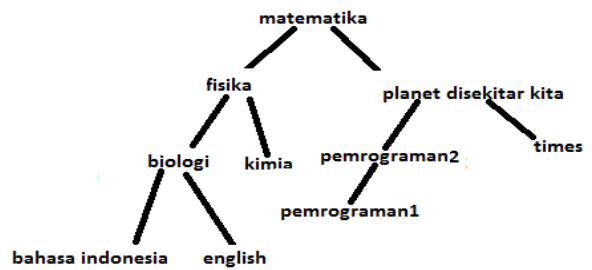 matematika
fisika
planet disekitar kita
biologi
kimia
pemrograman2
times
pemrograman1
bahasa indonesia
english